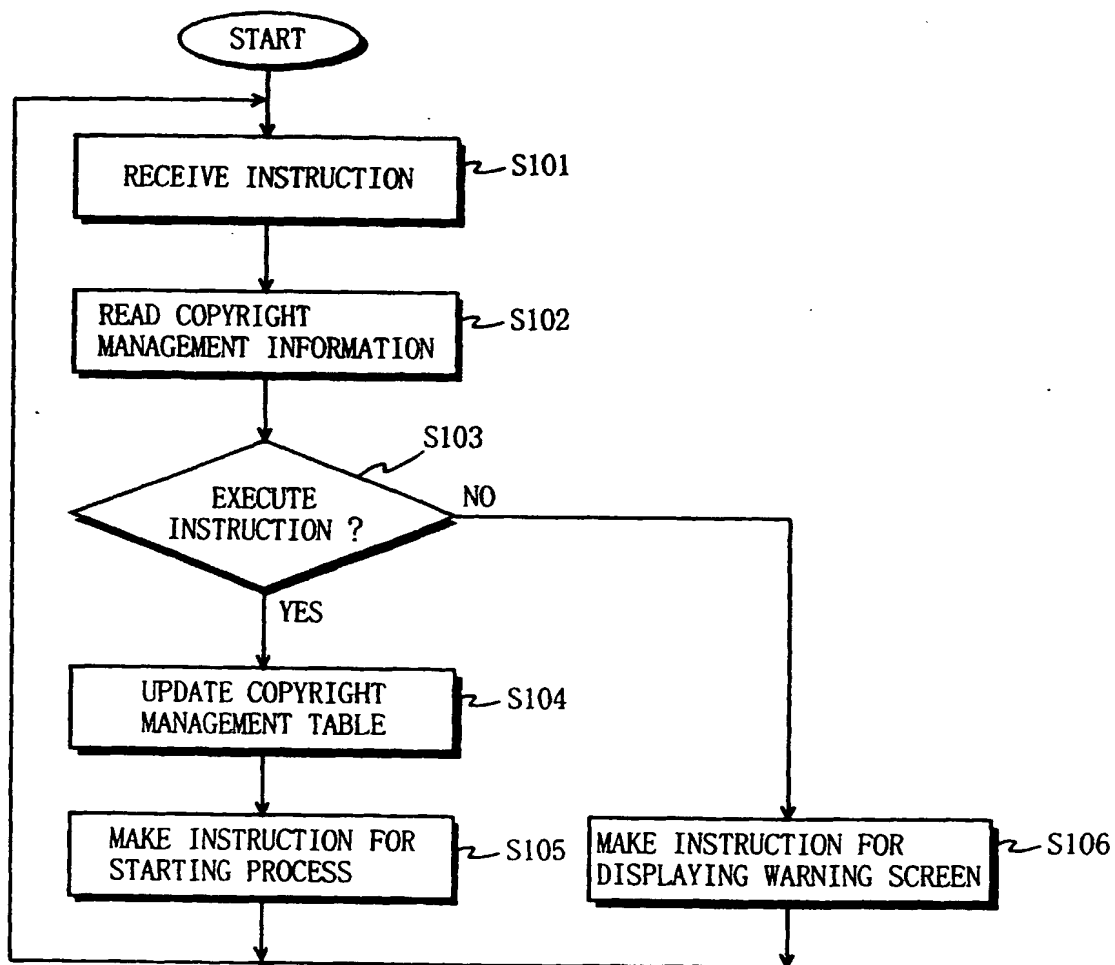 START
RECEIVE INSTRUCTION
S101
READ COPYRIGHT
MANAGEMENT INFORMATION
S102
S103
EXECUTE
INSTRUCTION ?
NO
YES
UPDATE COPYRIGHT
MANAGEMENT TABLE
S104
MAKE INSTRUCTION FOR
STARTING PROCESS
S105
MAKE INSTRUCTION FOR
DISPLAYING WARNING SCREEN
S106